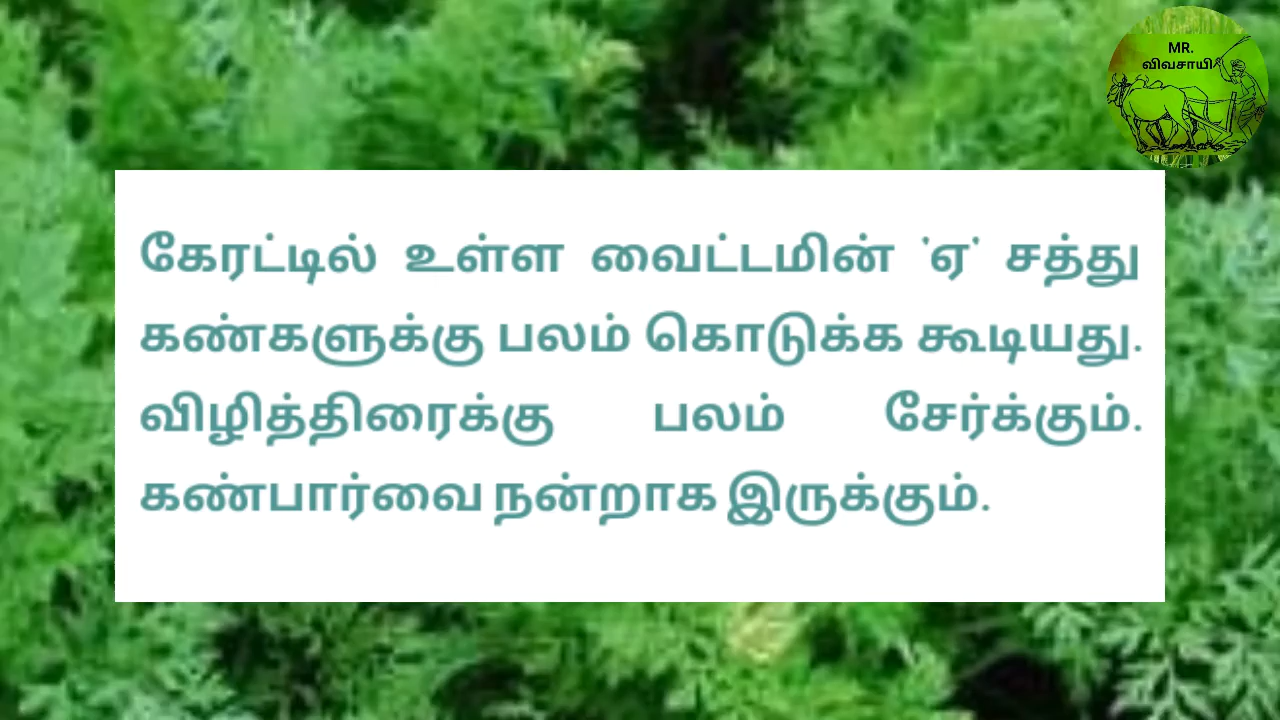 MR.
விவசாயி
கேரட்டில் உள்ள வைட்டமின் 'ஏ' சத்து
கண்களுக்கு பலம் கொடுக்க கூடியது.
விழித்திரைக்கு பலம் சேர்க்கும்.
கண்பார்வை நன்றாக இருக்கும்.